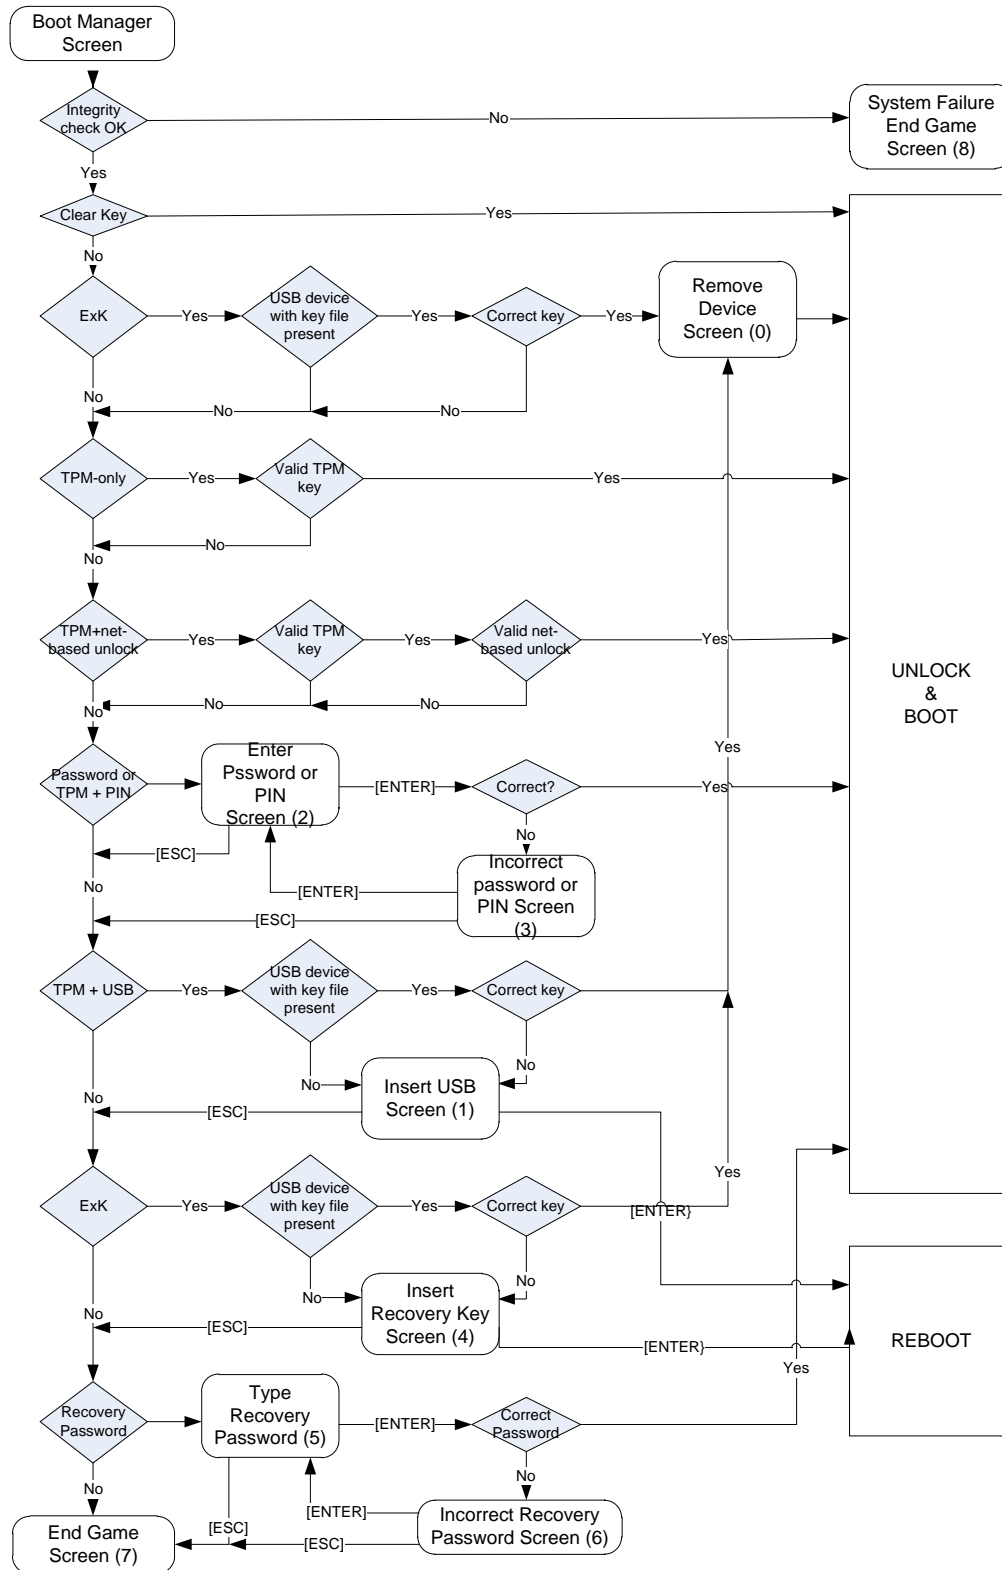 Boot Manager
Screen
Integrity
check OK
No
System Failure
End Game
Screen (8)
Yes
Clear Key
Yes
No
ExK
Yes
USB device
with key file
present
Yes
Correct key
Yes
Remove
Device
Screen (0)
No
No
No
TPM-only
Yes
Valid TPM
key
Yes
No
No
TPM+net-
based unlock
Yes
Valid TPM
key
Yes
Valid net-
based unlock
Yes
No
No
No
UNLOCK
&
BOOT
Password or
TPM + PIN
Enter
Pssword or
PIN
Screen (2)
[ENTER]
Correct?
Yes
Yes
[ESC]
No
No
Incorrect
password or
PIN Screen
(3)
[ENTER]
[ESC]
TPM + USB
Yes
USB device
with key file
present
Yes
Correct key
No
No
Insert USB
Screen (1)
No
[ESC]
ExK
Yes
USB device
with key file
present
Yes
Correct key
Yes
[ENTER}
No
No
Insert
Recovery Key
Screen (4)
No
[ESC]
[ENTER}
REBOOT
Recovery
Password
Type
Recovery
Password (5)
[ENTER]
Correct
Password
Yes
No
No
[ENTER]
Incorrect Recovery
Password Screen (6)
[ESC]
[ESC]
End Game
Screen (7)